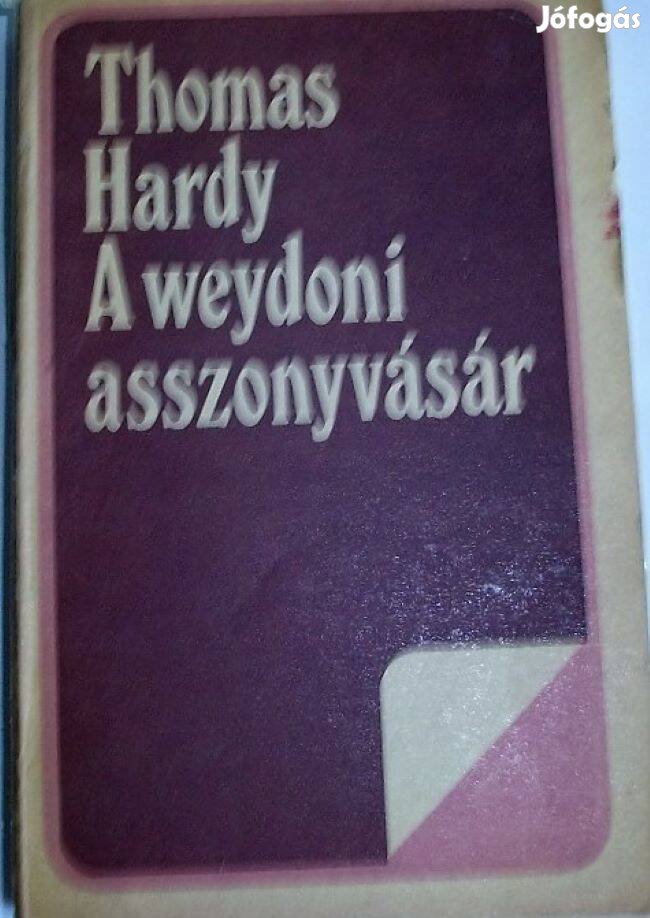 Jófogás
Thomas
Hardy
A weydoni
asszonyvásár